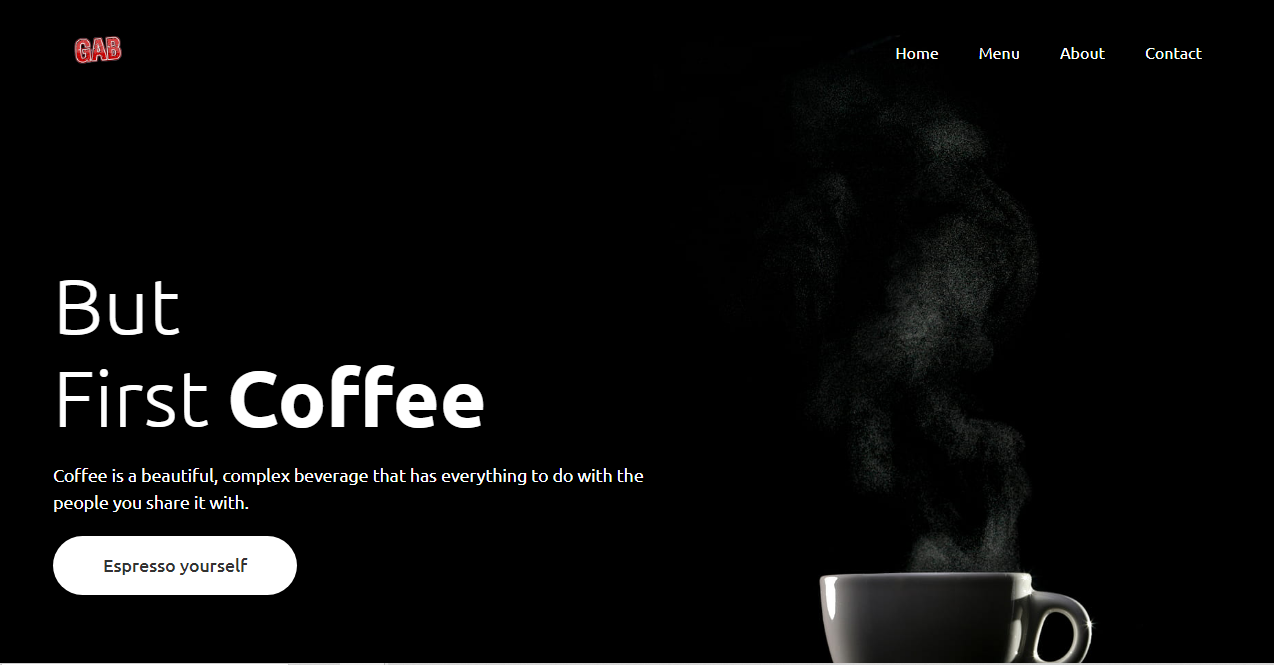 GAB
Home Menu About Contact
But
First Coffee
Coffee is a beautiful, complex beverage that has everything to do with the
people you share it with.
Espresso yourself